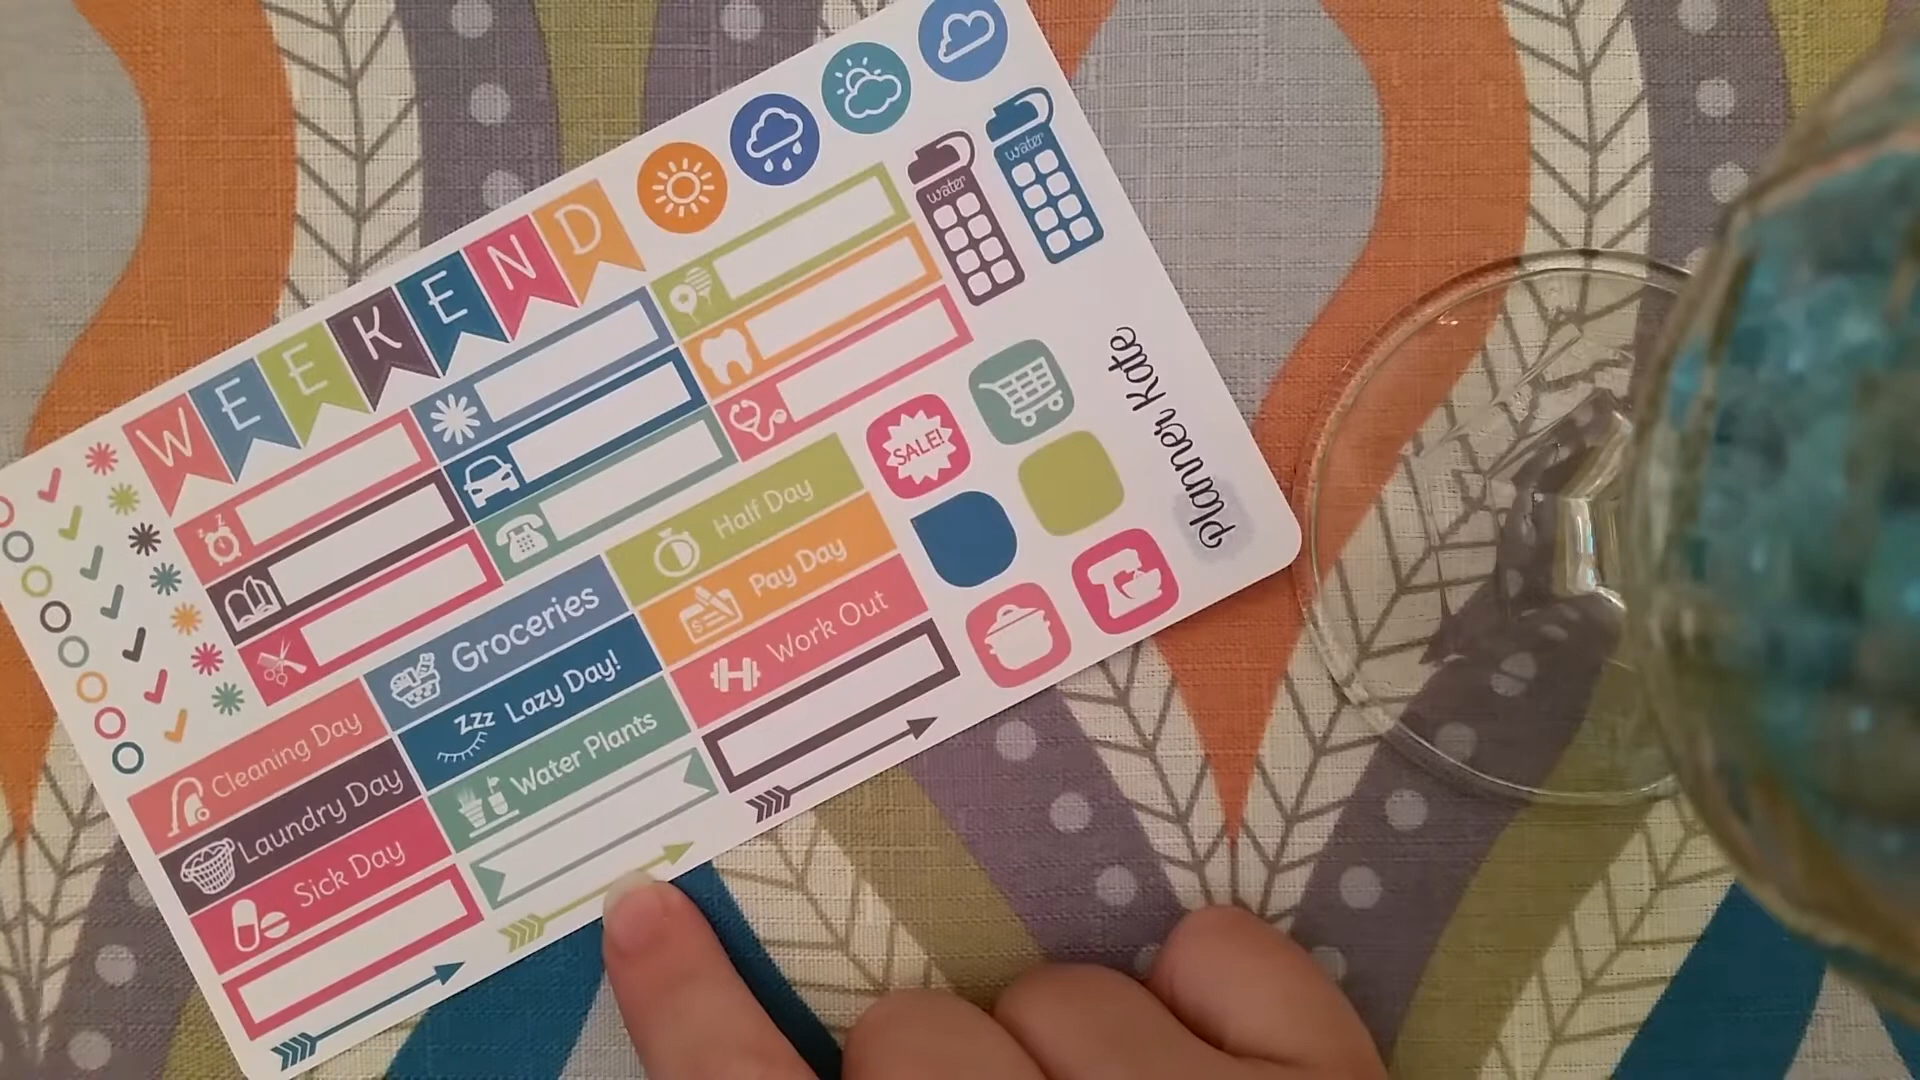 WEEKEND
water
water
SALE!
Half Day
Pay Day
Work Out
Groceries
Lazy Day!
Water Plants
Cleaning Day
Laundry Day
Sick Day
zzz
Planner Kate